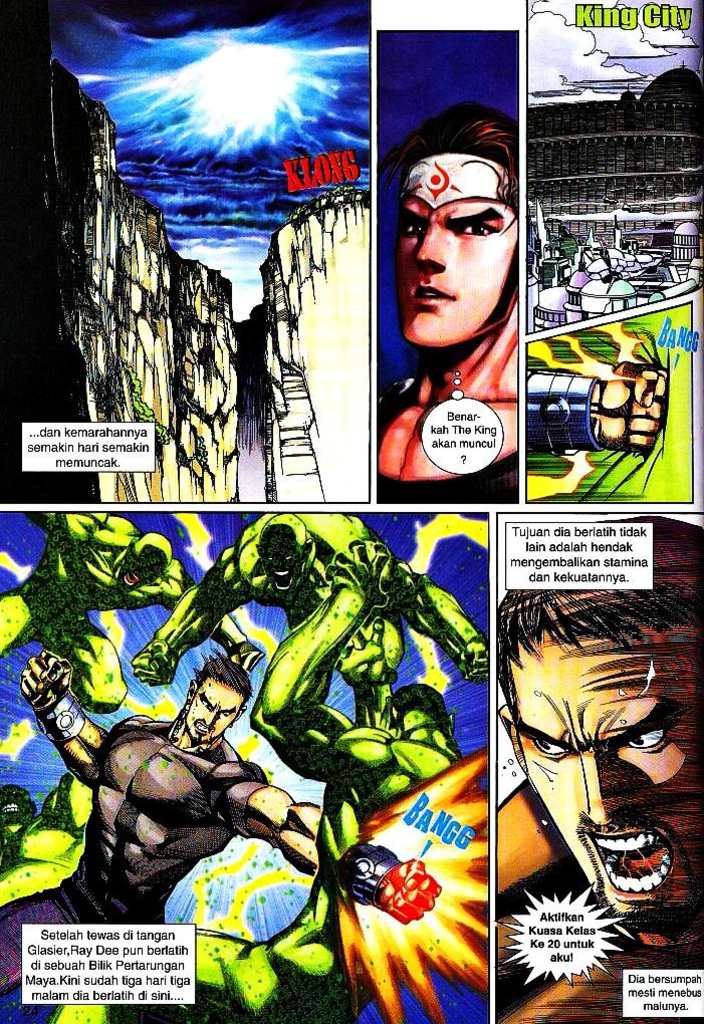 KLONG
...dan kemarahannya
semakin hari semakin
memuncak.
Benar-
kah The King
akan muncul
?
King City
BANGG
Setelah tewas di tangan
Glasier,Ray Dee pun berlatih
di sebuah Bilik Pertarungan
Maya.Kini sudah tiga hari tiga
malam dia berlatih di sini....
BANGG
Tujuan dia berlatih tidak
lain adalah hendak
mengembalikan stamina
dan kekuatannya.
Aktifkan
Kuasa Kelas
Ke 20 untuk
aku!
Dia bersumpah
mesti menebus
malunya.
24